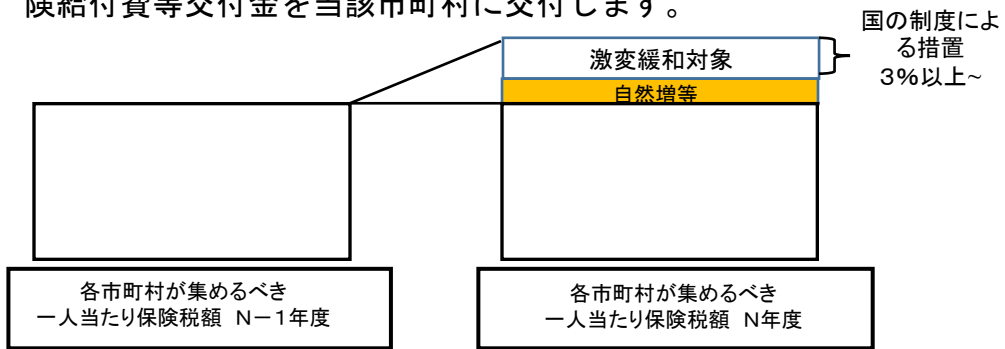 険給付費等交付金を当該市町村に交付します。
国の制度によ
る措置
3%以上~
激変緩和対象
自然増等
各市町村が集めるべき
一人当たり保険税額 N-1年度
各市町村が集めるべき
一人当たり保険税額 N年度